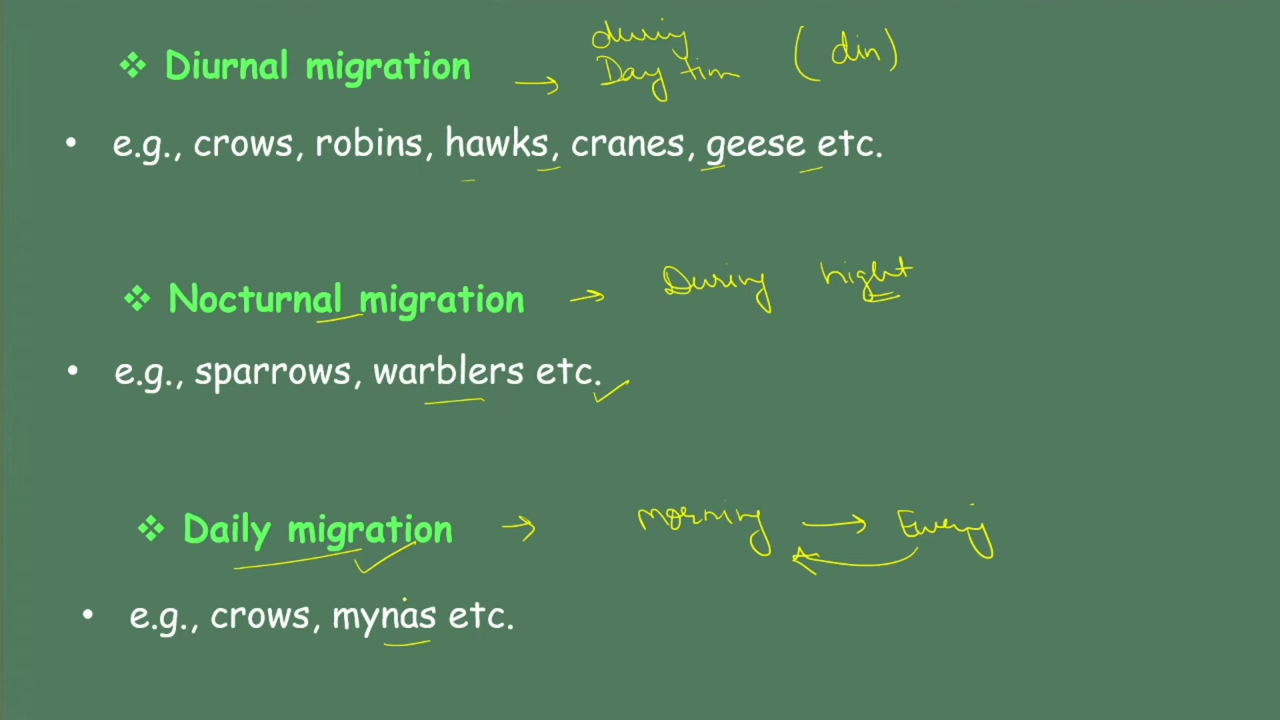 during
❖ Diurnal migration → Day tim (din)
• e.g., crows, robins, hawks, cranes, geese etc.
❖ Nocturnal migration → During night
• e.g., sparrows, warblers etc.
❖ Daily migration → morning → Evening
• e.g., crows, mynas etc.